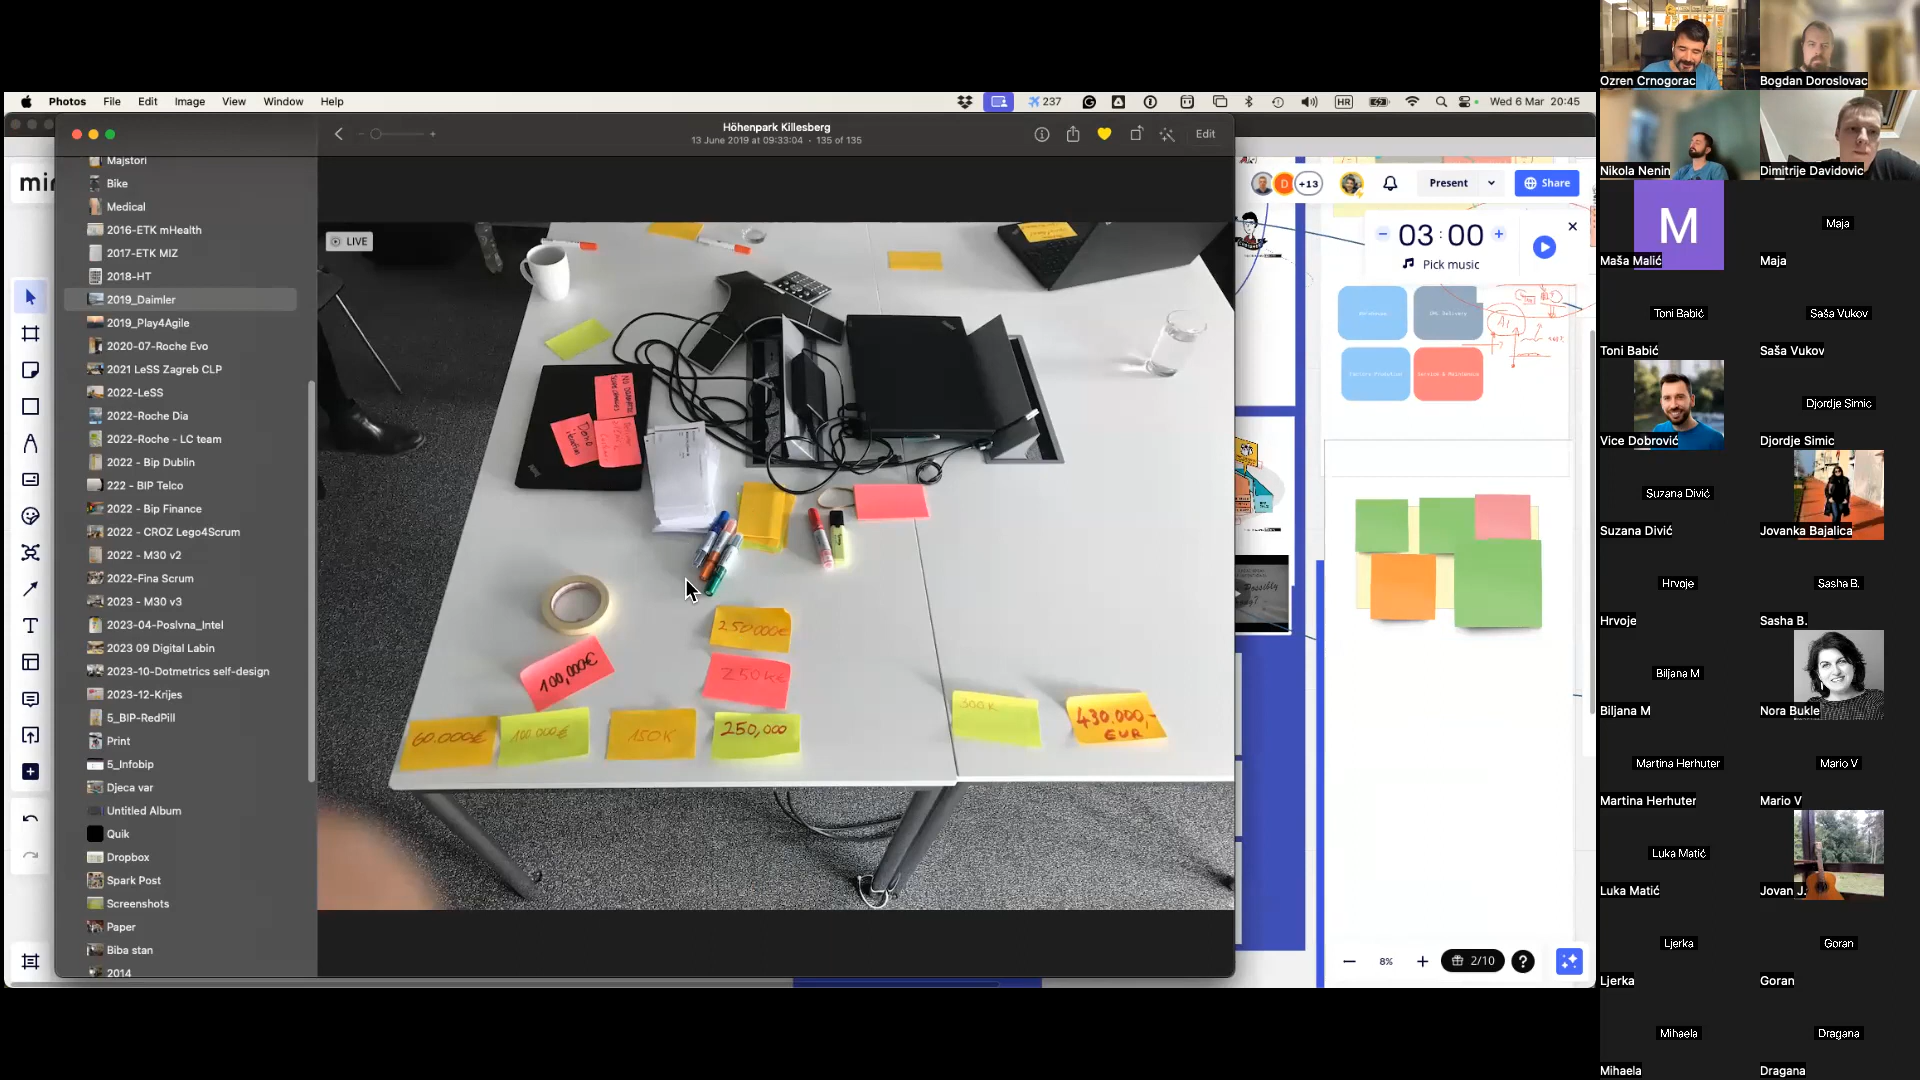 Photos File Edit Image View Window Help
237
HR
Wed 6 Mar 20:45
Höhenpark Killesberg
13 June 2019 at 09:33:04 · 135 of 135
Edit
Majstori
Bike
Medical
2016-ETK mHealth
2017-ETK MIZ
2018-HT
2019_Daimler
2019_Play4Agile
2020-07-Roche Evo
2021 LeSS Zagreb CLP
2022-LeSS
2022-Roche Dia
2022-Roche - LC team
2022 - Bip Dublin
222 - BIP Telco
2022 - Bip Finance
2022 - CROZ Lego4Scrum
2022 - M30 v2
2022-Fina Scrum
2023 - M30 v3
2023-04-Poslvna_Intel
2023 09 Digital Labin
2023-10-Dotmetrics self-design
2023-12-Krijes
5_BIP-RedPill
Print
5_Infobip
Djeca var
Untitled Album
Quik
Dropbox
Spark Post
Screenshots
Paper
Biba stan
2014
LIVE
250000€
100,000€
250K
60.000€
100.000€
150K
250,000
300K
430.000,-
EUR
D
+13
Present
Share
03:00
Pick music
AI
8%
2/10
Ozren Crnogorac
Bogdan Doroslovac
Nikola Nenin
Dimitrije Davidovic
M
Maša Malić
Maja
Maja
Toni Babić
Toni Babić
Saša Vukov
Saša Vukov
Vice Dobrović
Djordje Simic
Djordje Simic
Suzana Divić
Suzana Divić
Jovanka Bajalica
Hrvoje
Hrvoje
Sasha B.
Sasha B.
Biljana M
Biljana M
Nora Bukle
Martina Herhuter
Martina Herhuter
Mario V
Mario V
Luka Matić
Luka Matić
Jovan J.
Ljerka
Ljerka
Goran
Goran
Mihaela
Mihaela
Dragana
Dragana